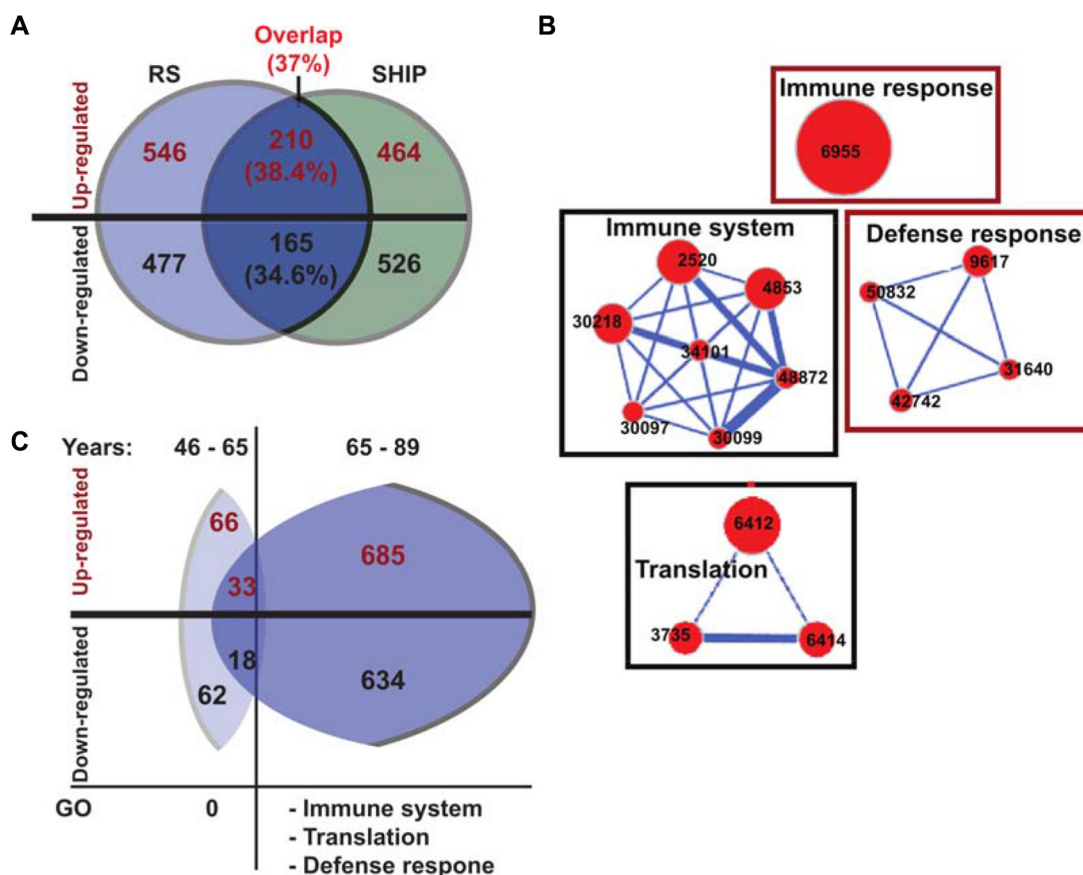 A
Overlap
(37%)
RS
SHIP
Up-regulated
546
210
(38.4%)
464
Down-regulated
477
165
(34.6%)
526
B
Immune response
6955
Immune system
2520
4853
30218
34101
48872
30097
30099
Defense response
9617
50832
31640
42742
Translation
6412
3735
6414
C
Years:
46 - 65
65 - 89
Up-regulated
66
33
685
Down-regulated
18
62
634
GO
0
- Immune system
- Translation
- Defense respone